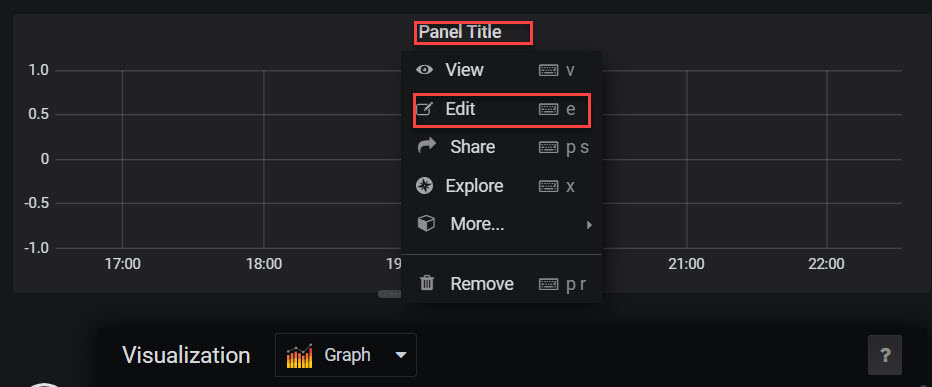 Panel Title
View v
Edit e
Share p s
Explore x
More...
Remove p r
1.0
0.5
0
-0.5
-1.0
17:00 18:00 19 21:00 22:00
Visualization Graph ?